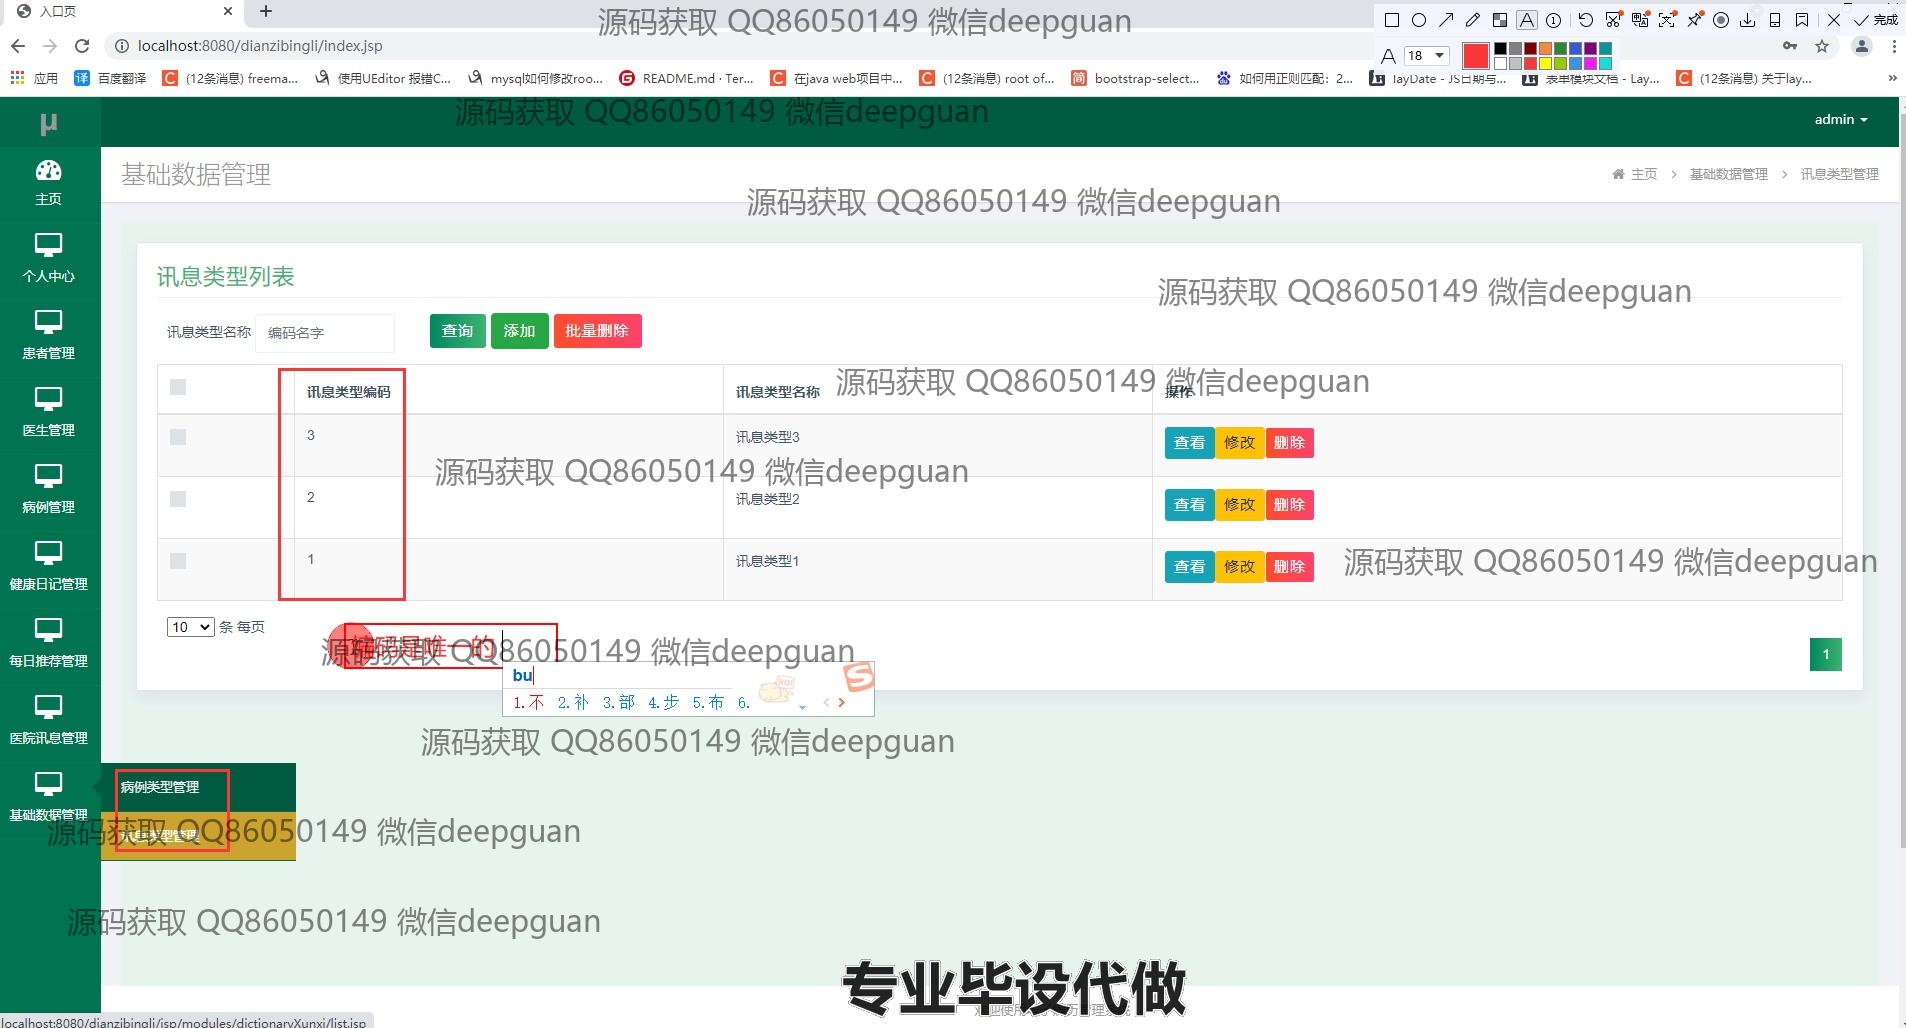 入口页
源码获取 QQ86050149 微信deepguan
完成
localhost:8080/dianzibingli/index.jsp
A 18
应用 译 百度翻译 (12条消息) freema... 使用UEditor 报错C... mysql如何修改roo... README.md · Ter... 在java web项目中... (12条消息) root of... 简 bootstrap-select... 如何用正则匹配：2... layDate - JS日期与... 表单模块文档 - Lay... (12条消息) 关于lay...
源码获取 QQ86050149 微信deepguan
µ
admin
主页
基础数据管理
主页 > 基础数据管理 > 讯息类型管理
源码获取 QQ86050149 微信deepguan
个人中心
讯息类型列表
源码获取 QQ86050149 微信deepguan
讯息类型名称 编码名字 查询 添加 批量删除
患者管理
源码获取 QQ86050149 微信deepguan
讯息类型编码 讯息类型名称 操作
医生管理
3 讯息类型3 查看 修改 删除
源码获取 QQ86050149 微信deepguan
病例管理
2 讯息类型2 查看 修改 删除
1 讯息类型1 查看 修改 删除
源码获取 QQ86050149 微信deepguan
健康日记管理
10 条 每页
编码是唯一的
源码获取 QQ86050149 微信deepguan
1
每日推荐管理
bu
1.不 2.补 3.部 4.步 5.布 6.
医院讯息管理
源码获取 QQ86050149 微信deepguan
病例类型管理
基础数据管理
讯息类型管理
源码获取 QQ86050149 微信deepguan
源码获取 QQ86050149 微信deepguan
专业毕设代做
localhost:8080/dianzibingli/jsp/modules/dictionaryXunxi/list.jsp